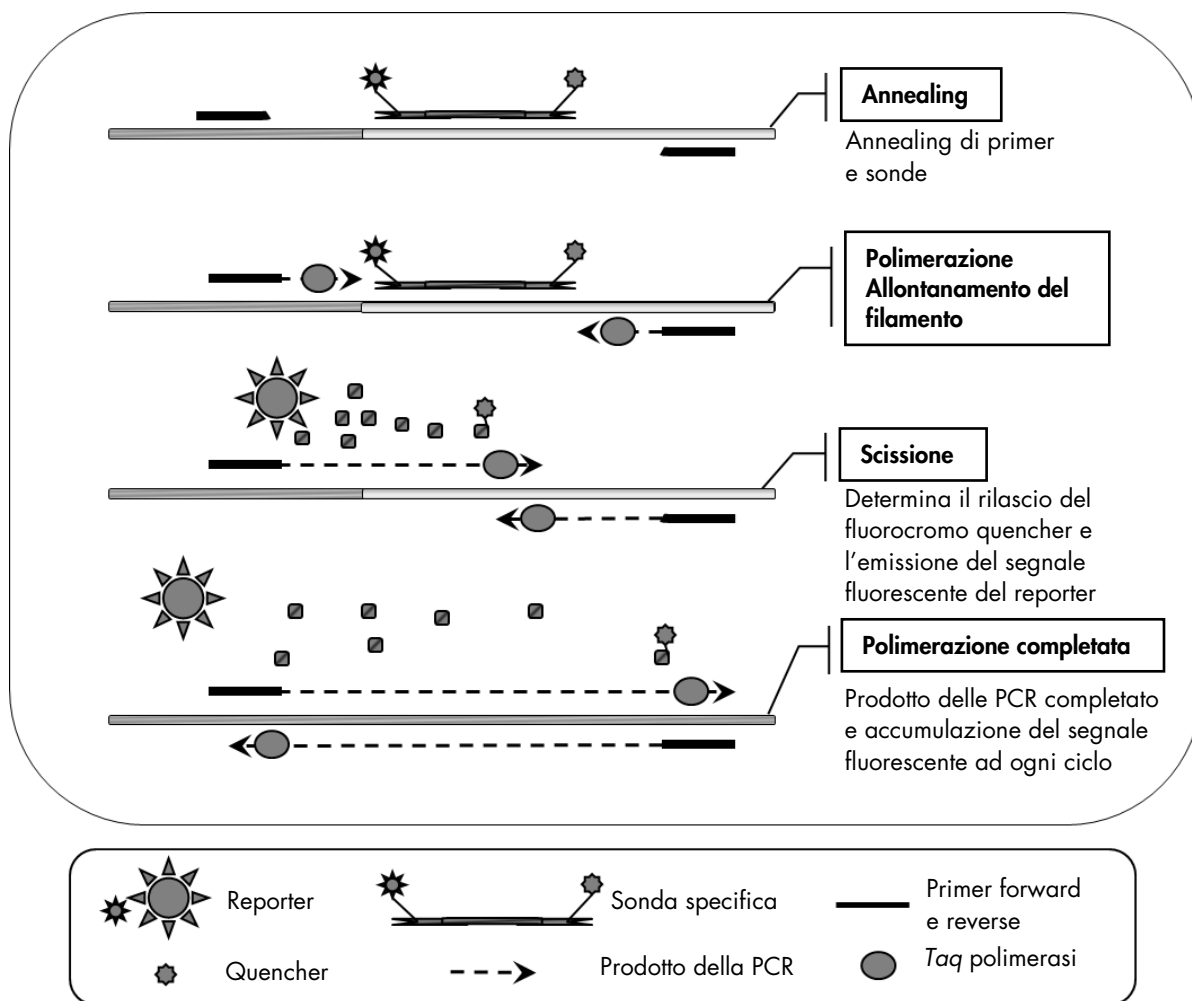 Annealing
Annealing di primer
e sonde
Polimerazione
Allontanamento del
filamento
Scissione
Determina il rilascio del
fluorocromo quencher e
l'emissione del segnale
fluorescente del reporter
Polimerazione completata
Prodotto delle PCR completato
e accumulazione del segnale
fluorescente ad ogni ciclo
Reporter
Sonda specifica
Primer forward
e reverse
Quencher
Prodotto della PCR
Taq polimerasi